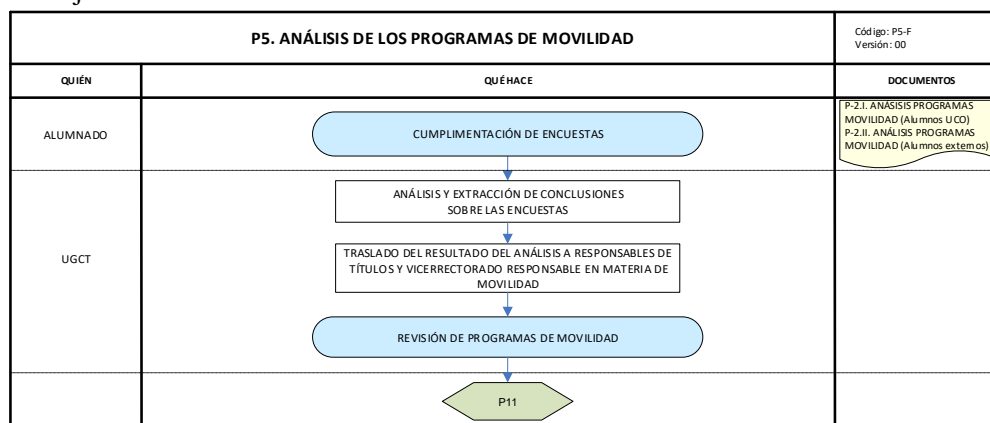 P5. ANÁLISIS DE LOS PROGRAMAS DE MOVILIDAD
Código: P5-F
Versión: 00
QUIÉN
QUÉ HACE
DOCUMENTOS
ALUMNADO
CUMPLIMENTACIÓN DE ENCUESTAS
P-2.I. ANÁSISIS PROGRAMAS
MOVILIDAD (Alumnos UCO)
P-2.II. ANÁLISIS PROGRAMAS
MOVILIDAD (Alumnos externos)
UGCT
ANÁLISIS Y EXTRACCIÓN DE CONCLUSIONES
SOBRE LAS ENCUESTAS
TRASLADO DEL RESULTADO DEL ANÁLISIS A RESPONSABLES DE
TÍTULOS Y VICERRECTORADO RESPONSABLE EN MATERIA DE
MOVILIDAD
REVISIÓN DE PROGRAMAS DE MOVILIDAD
P11